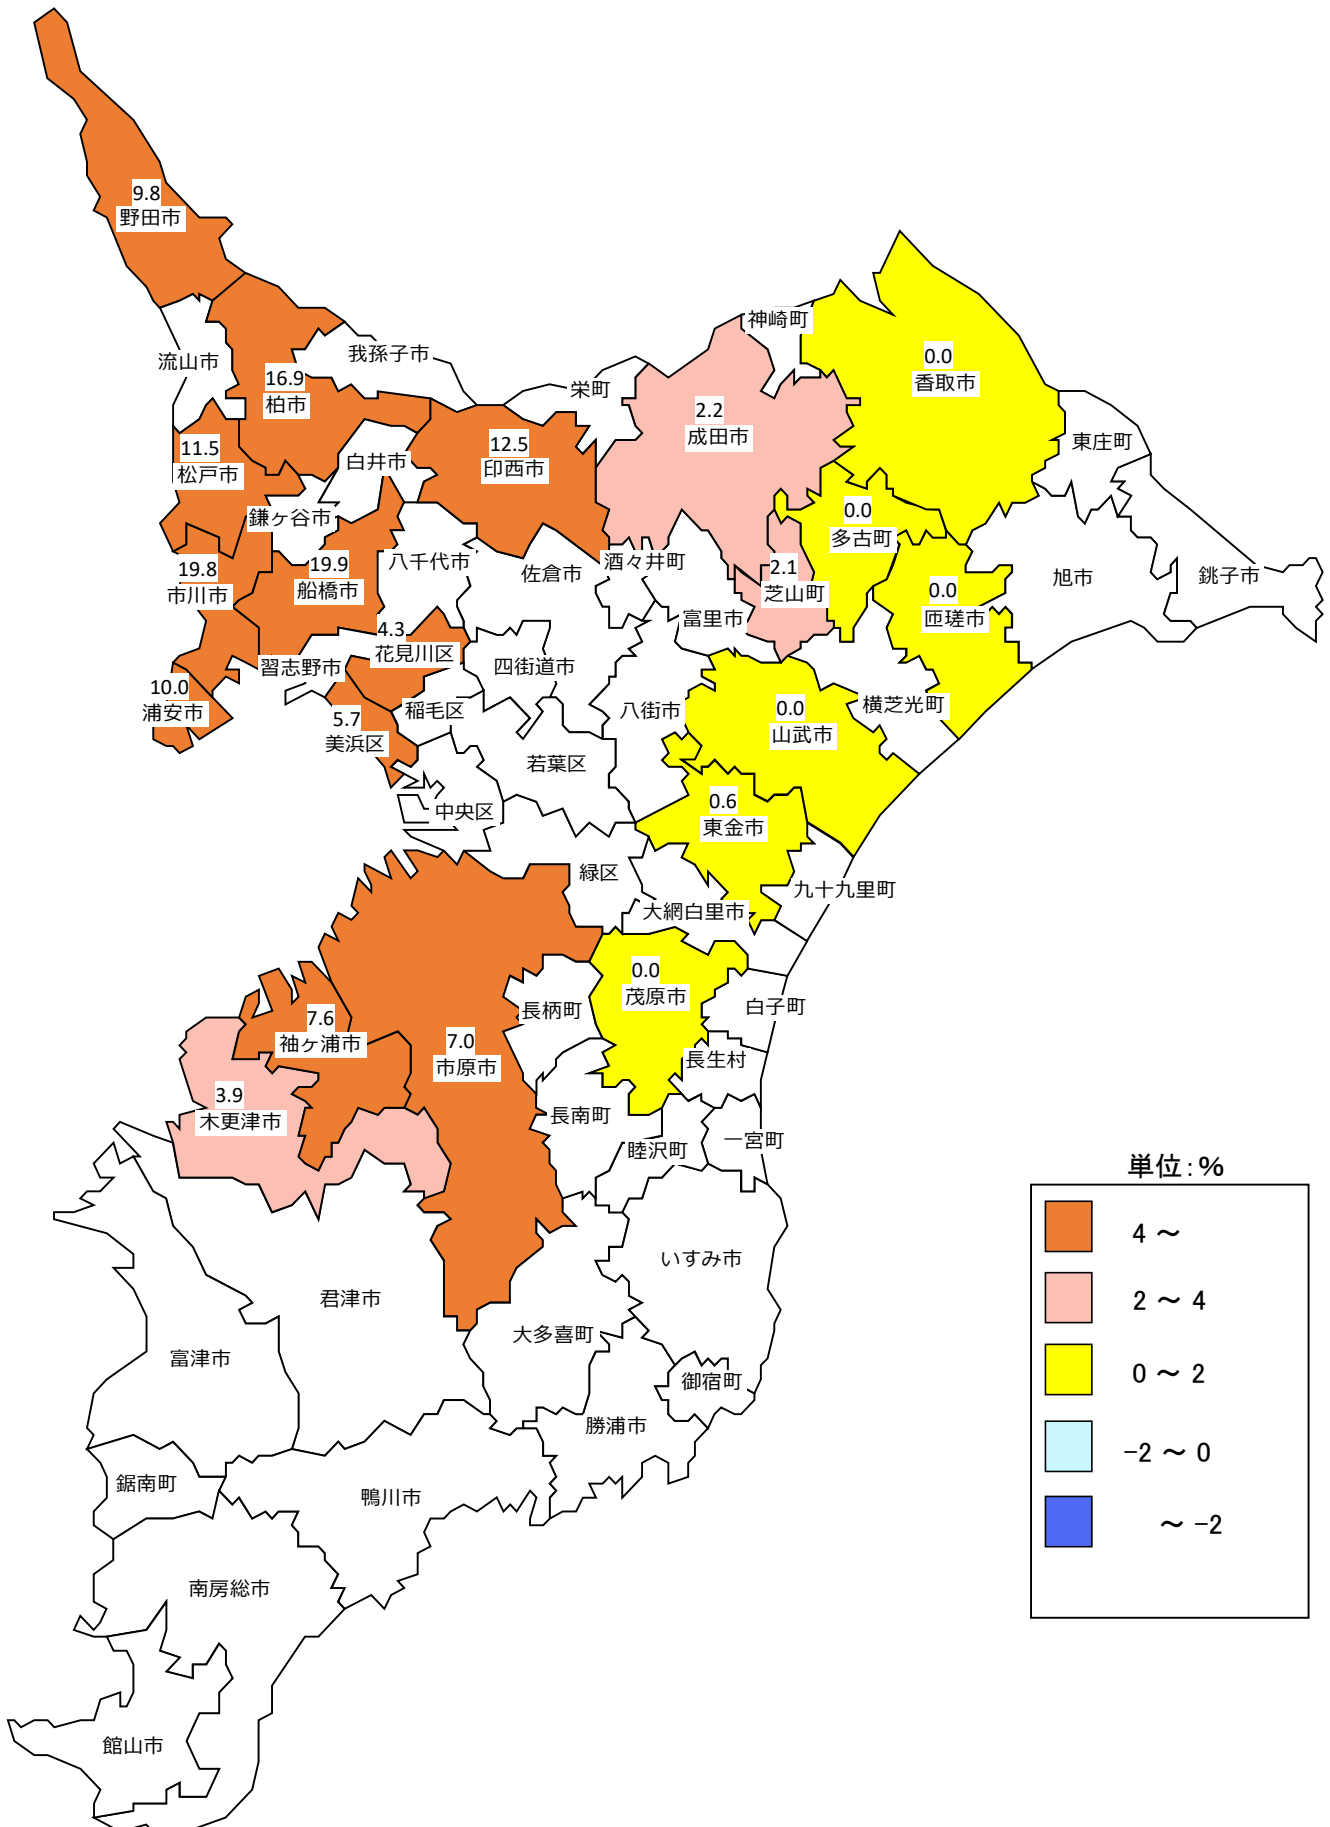 9.8
野田市
流山市
我孫子市
16.9
柏市
栄町
神崎町
0.0
香取市
2.2
成田市
東庄町
11.5
松戸市
白井市
12.5
印西市
鎌ヶ谷市
0.0
多古町
19.8
市川市
19.9
船橋市
八千代市
佐倉市
酒々井町
2.1
芝山町
0.0
匝瑳市
旭市
銚子市
富里市
4.3
花見川区
習志野市
四街道市
10.0
浦安市
5.7
美浜区
稲毛区
八街市
0.0
山武市
横芝光町
若葉区
中央区
0.6
東金市
緑区
九十九里町
大網白里市
0.0
茂原市
長柄町
白子町
7.6
袖ヶ浦市
7.0
市原市
長生村
3.9
木更津市
長南町
睦沢町
一宮町
いすみ市
君津市
大多喜町
富津市
御宿町
勝浦市
鋸南町
鴨川市
南房総市
館山市
単位:%
4 ～
2 ～ 4
0 ～ 2
-2 ～ 0
～ -2